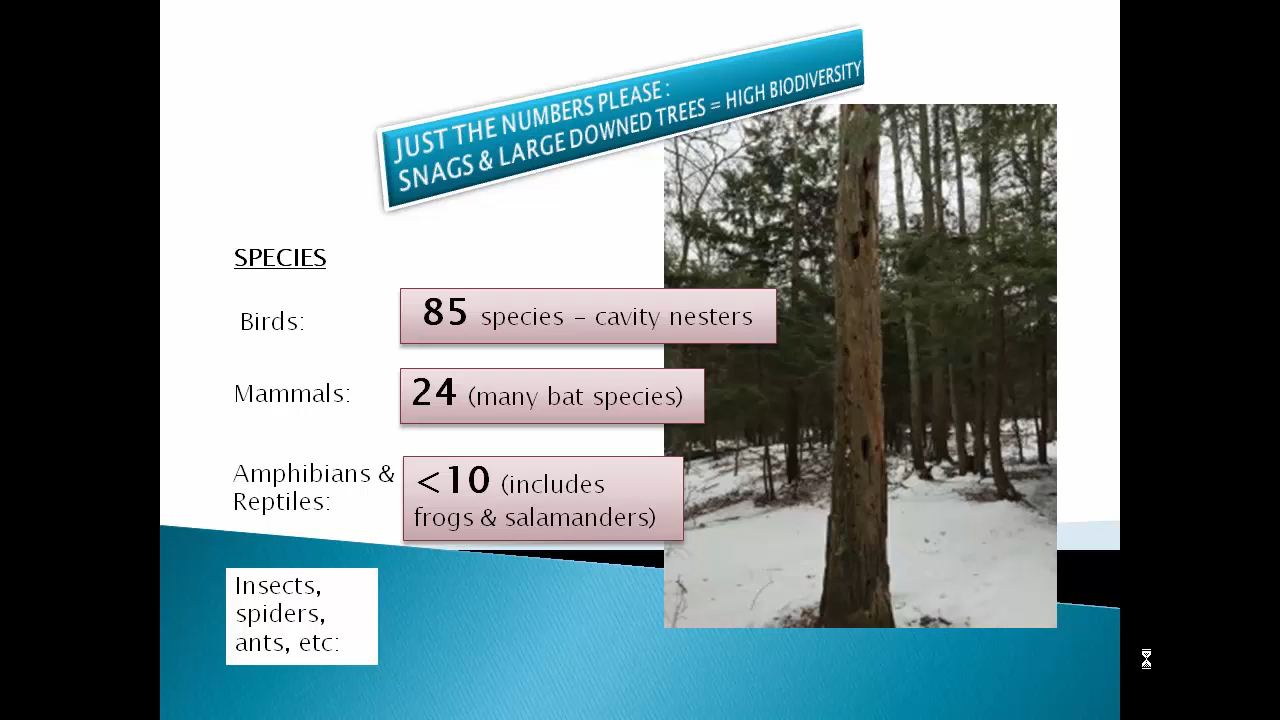 JUST THE NUMBERS PLEASE :
SNAGS & LARGE DOWNED TREES = HIGH BIODIVERSITY
SPECIES
Birds:
85 species – cavity nesters
Mammals:
24 (many bat species)
Amphibians &
Reptiles:
<10 (includes
frogs & salamanders)
Insects,
spiders,
ants, etc: